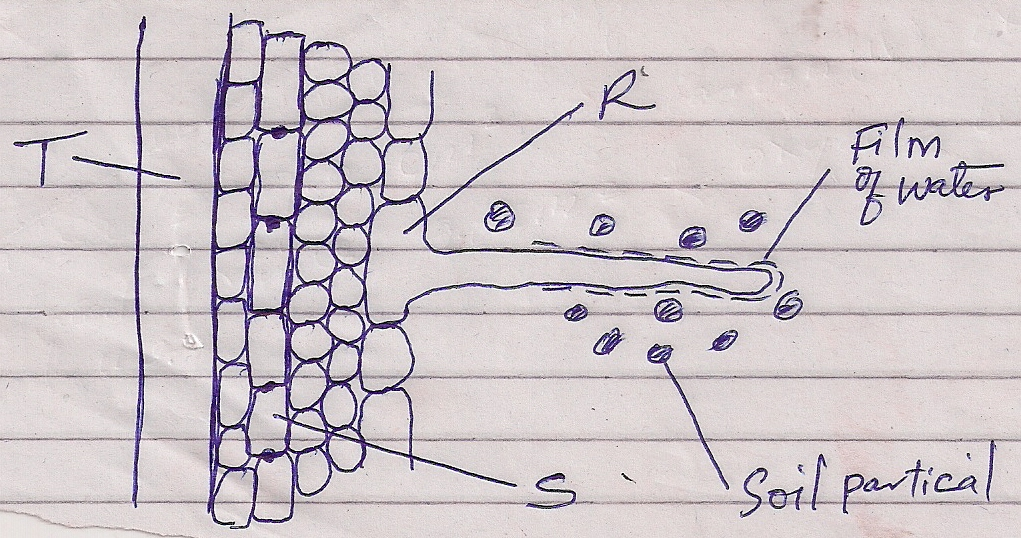 R
Film
of water
T
S
Soil partical